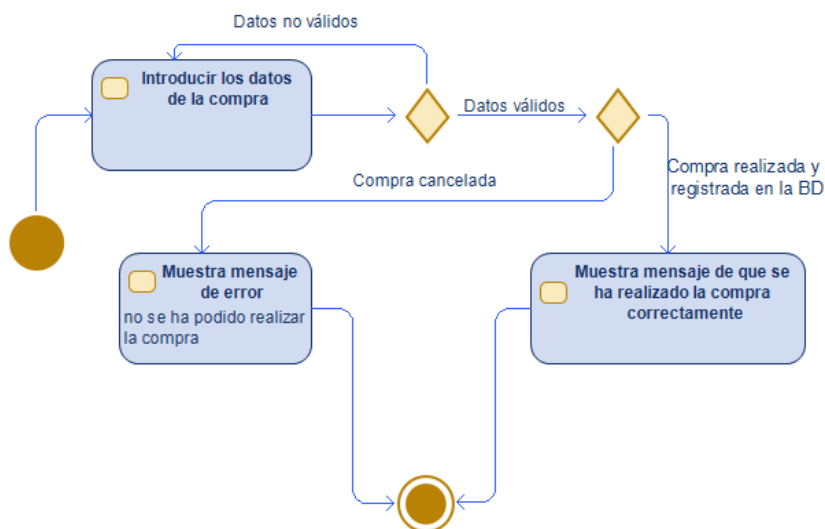 Datos no válidos
Introducir los datos
de la compra
Datos válidos
Compra realizada y
registrada en la BD
Compra cancelada
Muestra mensaje
de error
no se ha podido realizar
la compra
Muestra mensaje de que se
ha realizado la compra
correctamente